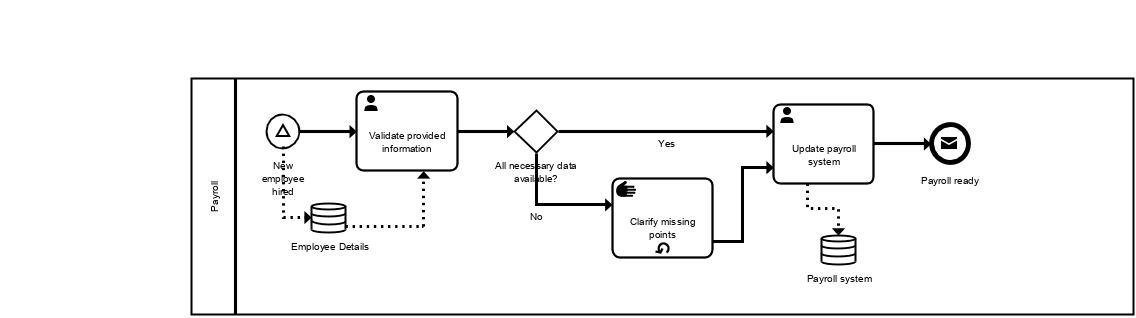 Payroll
New
employee
hired
Validate provided
information
All necessary data
available?
Yes
No
Employee Details
Clarify missing
points
Update payroll
system
Payroll system
Payroll ready